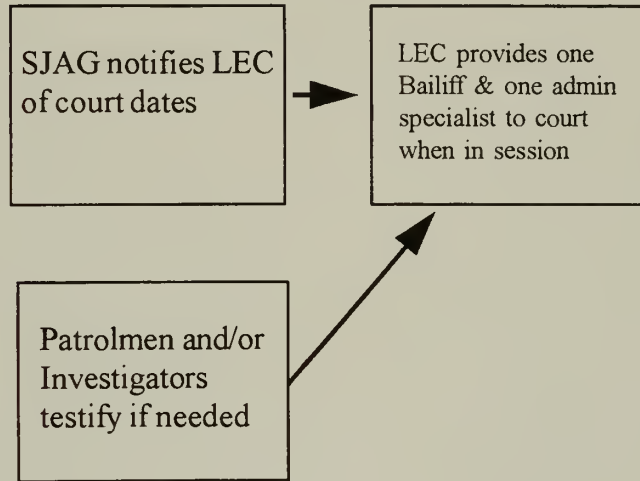 SJAG notifies LEC
of court dates
LEC provides one
Bailiff & one admin
specialist to court
when in session
Patrolmen and/or
Investigators
testify if needed